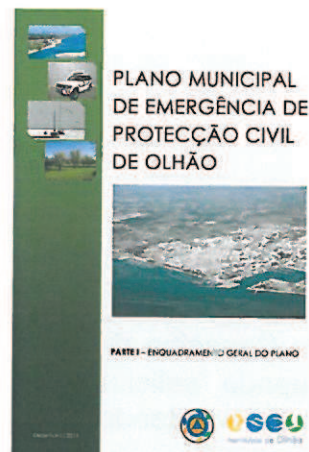 PLANO MUNICIPAL
DE EMERGÊNCIA DE
PROTECÇÃO CIVIL
DE OLHÃO
PARTE I – ENQUADRAMENTO GERAL DO PLANO